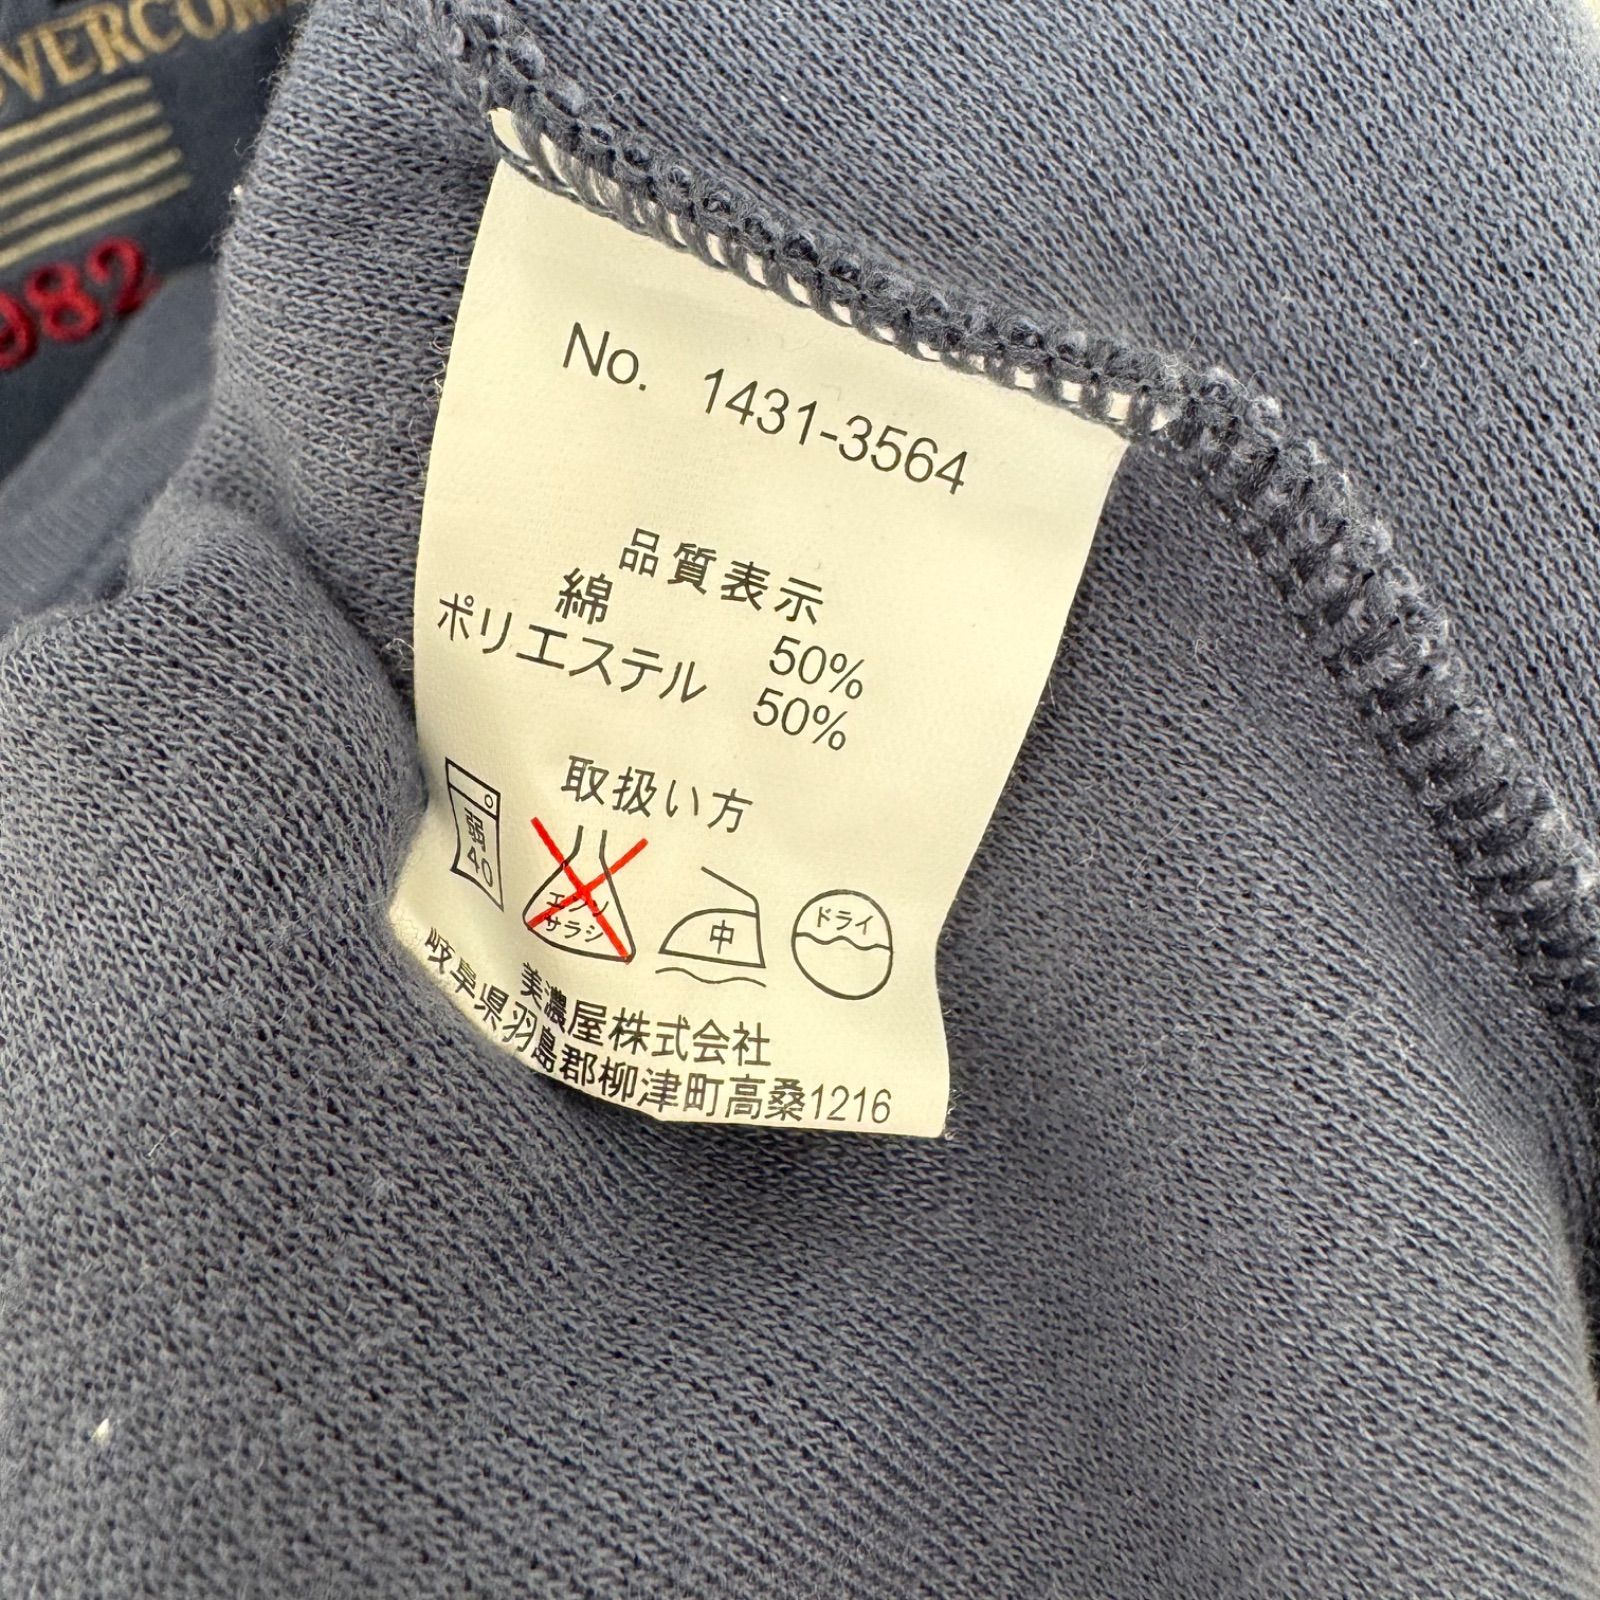 VERCOM
982
No. 1431-3564
品質表示
綿 50%
ポリエステル 50%
取扱い方
弱
40
エンソ
サラシ
中
ドライ
美濃屋株式会社
岐阜県羽島郡柳津町高桑1216